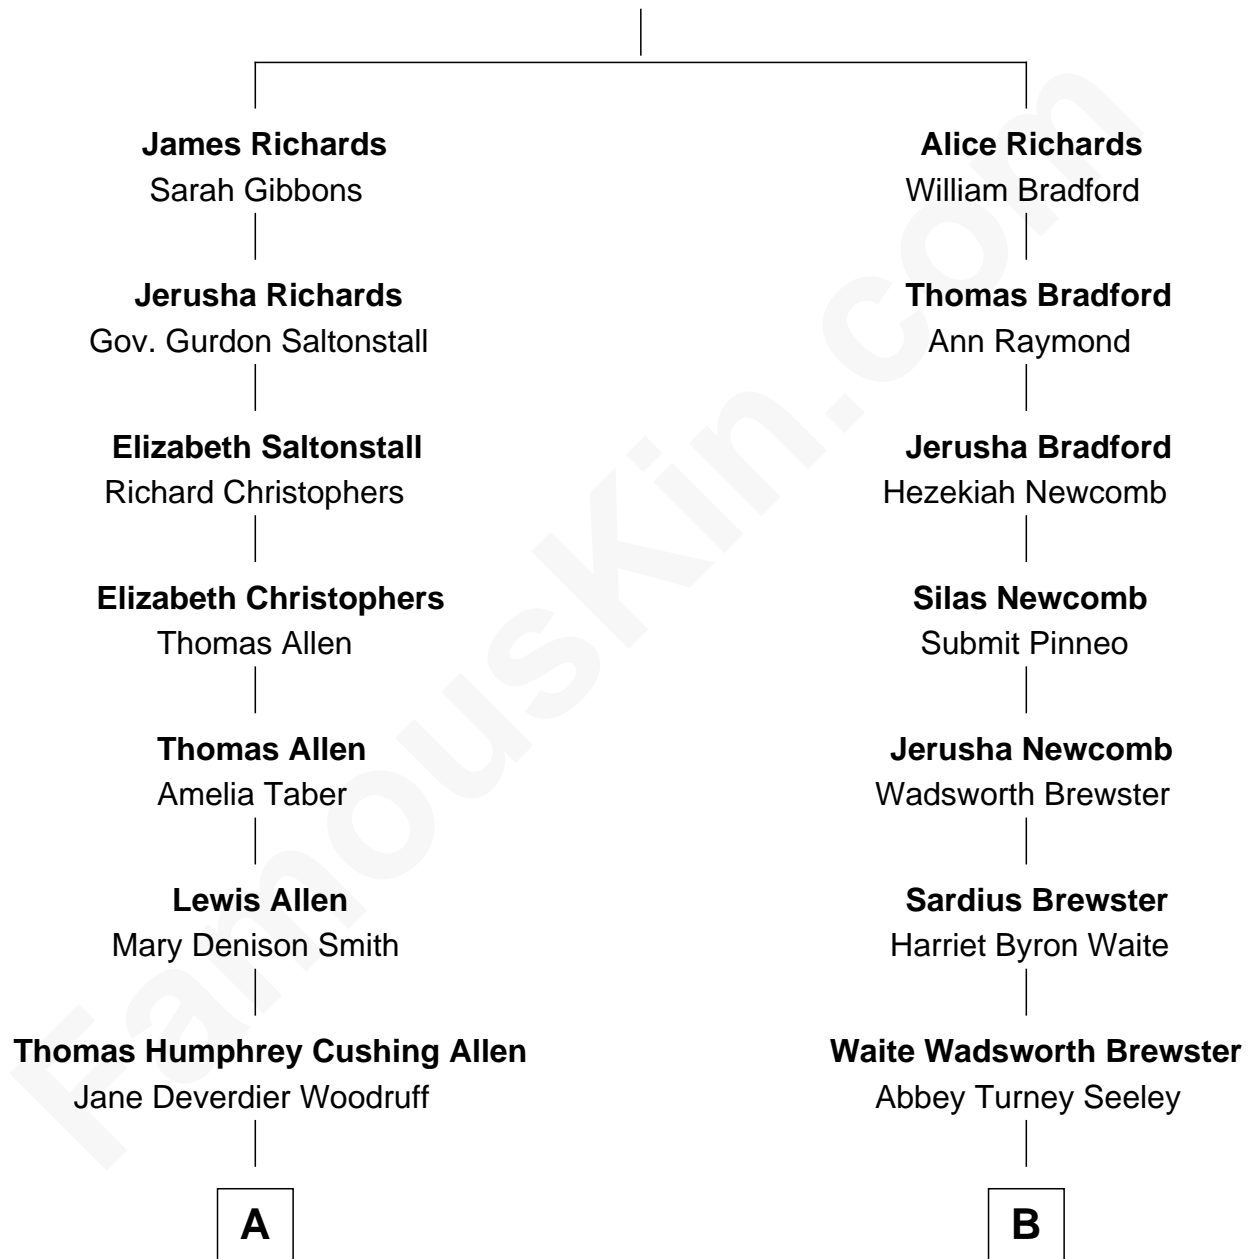 James Richards
Sarah Gibbons
Jerusha Richards
Gov. Gurdon Saltonstall
Elizabeth Saltonstall
Richard Christophers
Elizabeth Christophers
Thomas Allen
Thomas Allen
Amelia Taber
Lewis Allen
Mary Denison Smith
Thomas Humphrey Cushing Allen
Jane Deverdier Woodruff
A
Alice Richards
William Bradford
Thomas Bradford
Ann Raymond
Jerusha Bradford
Hezekiah Newcomb
Silas Newcomb
Submit Pinneo
Jerusha Newcomb
Wadsworth Brewster
Sardius Brewster
Harriet Byron Waite
Waite Wadsworth Brewster
Abbey Turney Seeley
B
FamousKin.com